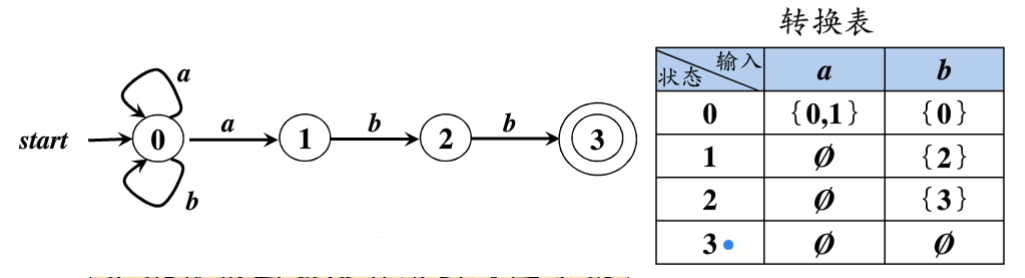 转换表
a
start 0 a 1 b 2 b 3
b
状态 输入 a b
0 {0,1} {0}
1 ∅ {2}
2 ∅ {3}
3 ∅ ∅